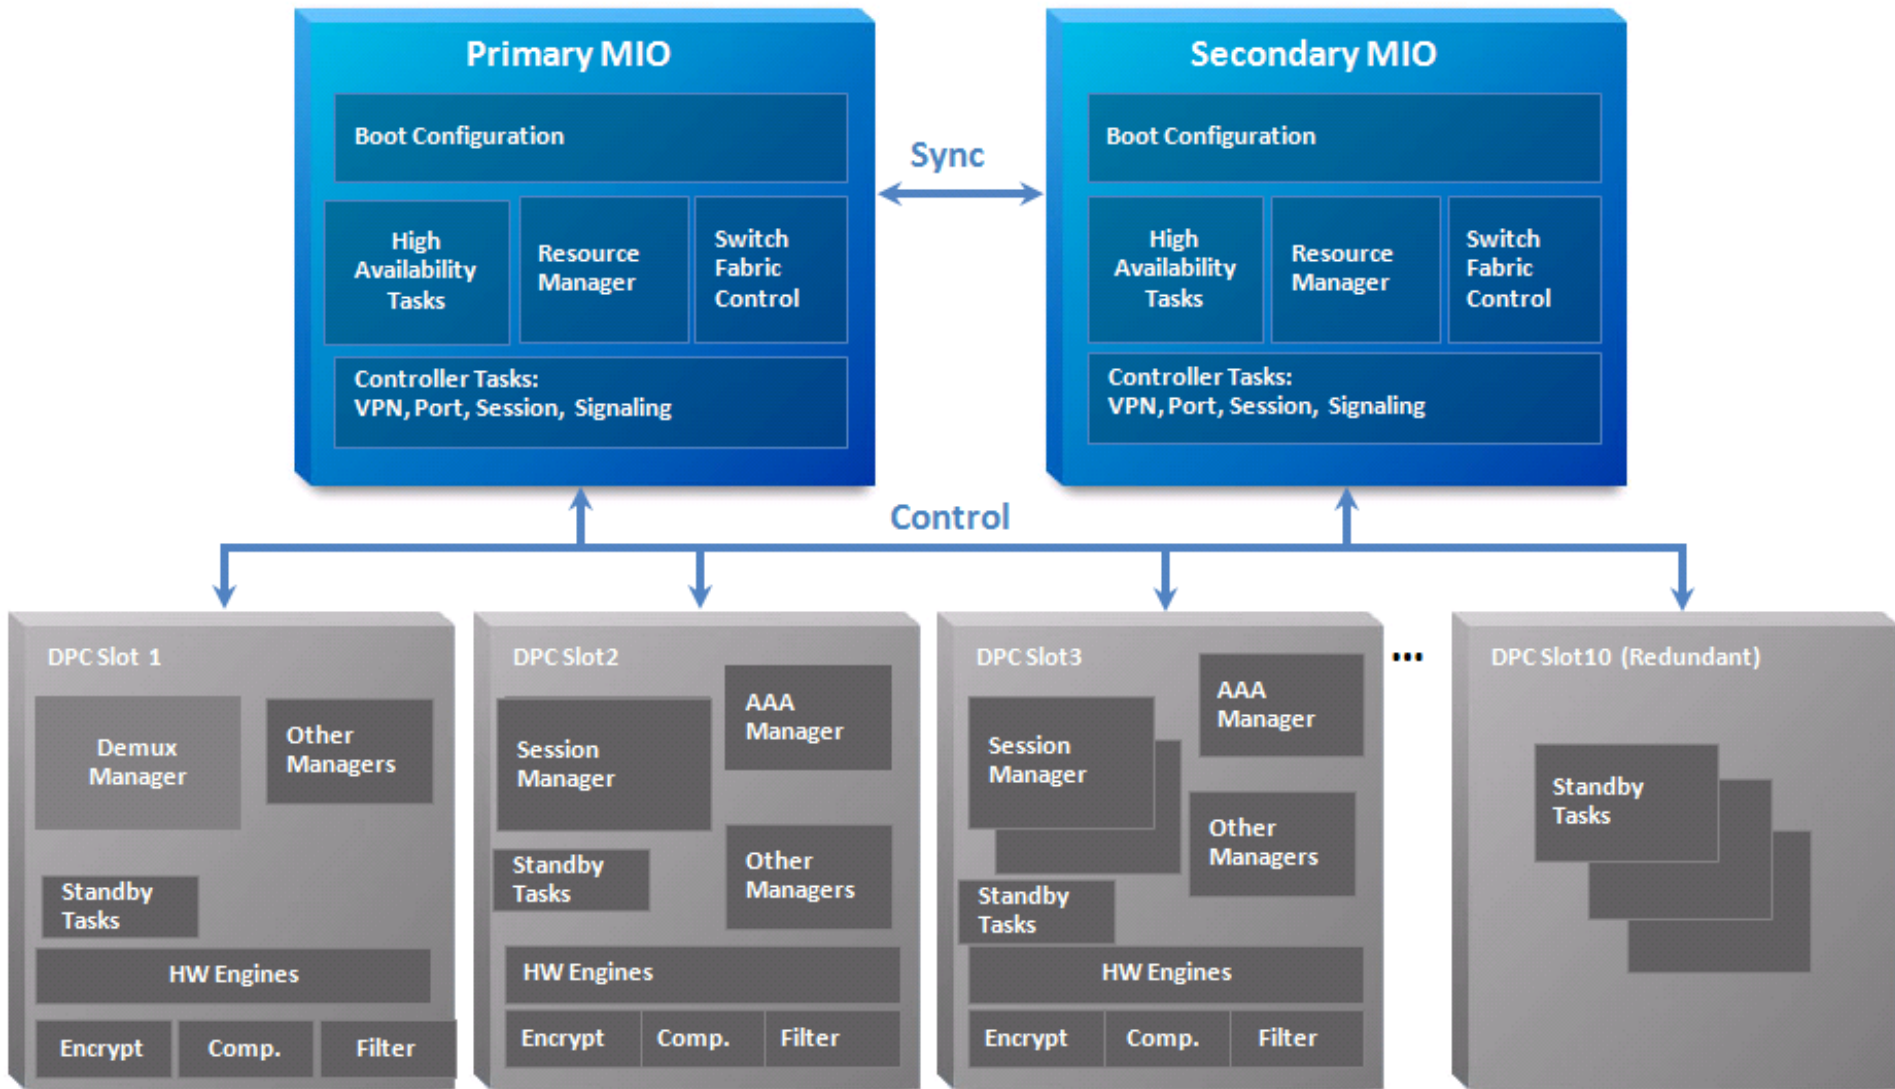 Primary MIO
Boot Configuration
High
Availability
Tasks
Resource
Manager
Switch
Fabric
Control
Controller Tasks:
VPN, Port, Session, Signaling
Sync
Secondary MIO
Boot Configuration
High
Availability
Tasks
Resource
Manager
Switch
Fabric
Control
Controller Tasks:
VPN, Port, Session, Signaling
Control
DPC Slot 1
Demux
Manager
Other
Managers
Standby
Tasks
HW Engines
Encrypt
Comp.
Filter
DPC Slot2
AAA
Manager
Session
Manager
Standby
Tasks
Other
Managers
HW Engines
Encrypt
Comp.
Filter
DPC Slot3
AAA
Manager
Session
Manager
Other
Managers
Standby
Tasks
HW Engines
Encrypt
Comp.
Filter
...
DPC Slot10 (Redundant)
Standby
Tasks